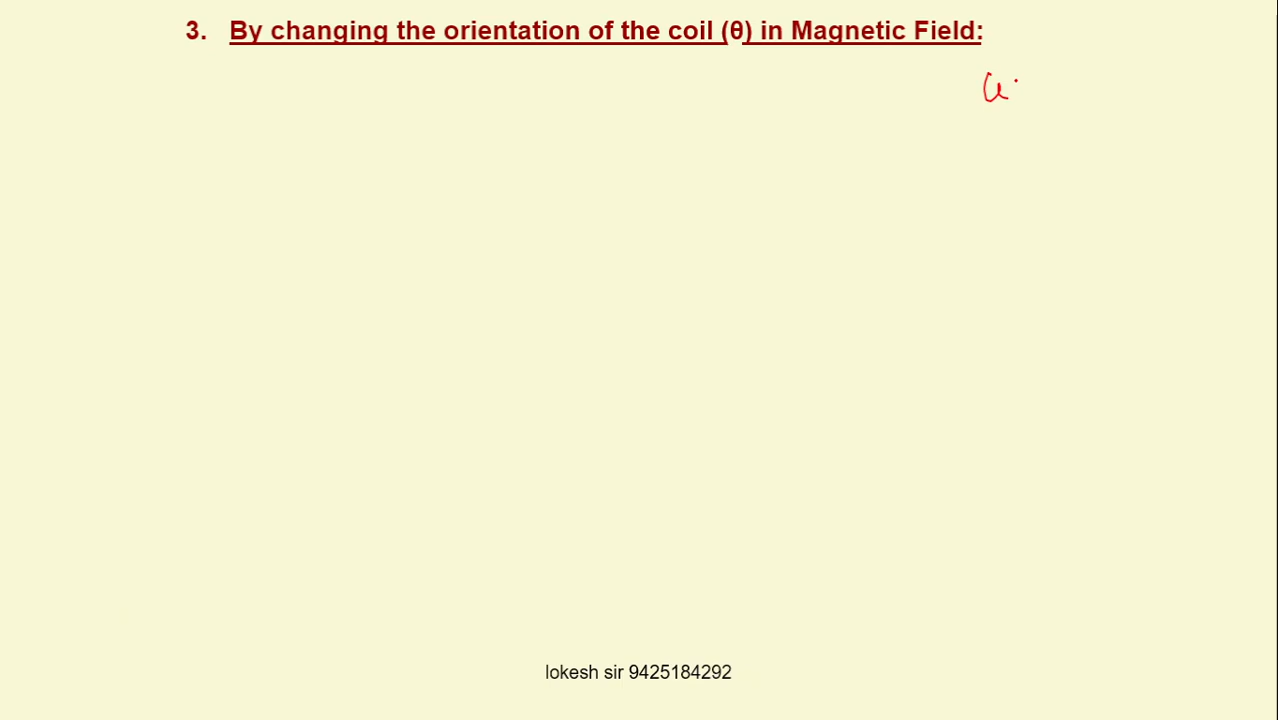 3. By changing the orientation of the coil (θ) in Magnetic Field:
lokesh sir 9425184292